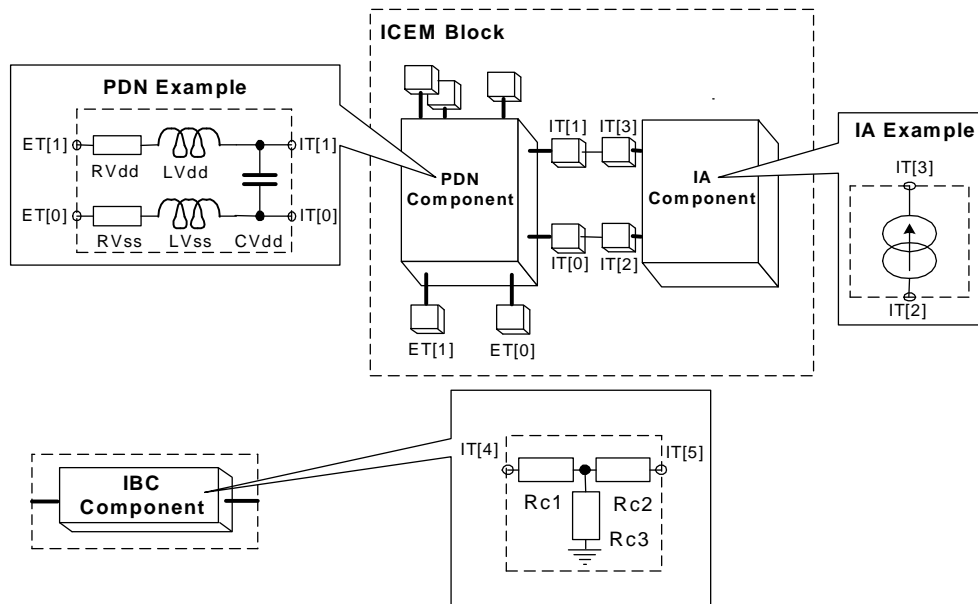 ICEM Block
PDN Example
ET[1]
RVdd
LVdd
IT[1]
ET[0]
RVss
LVss
CVdd
IT[0]
PDN
Component
IT[1]
IT[3]
IT[0]
IT[2]
ET[1]
ET[0]
IA
Component
IA Example
IT[3]
IT[2]
IBC
Component
IT[4]
IT[5]
Rc1
Rc2
Rc3